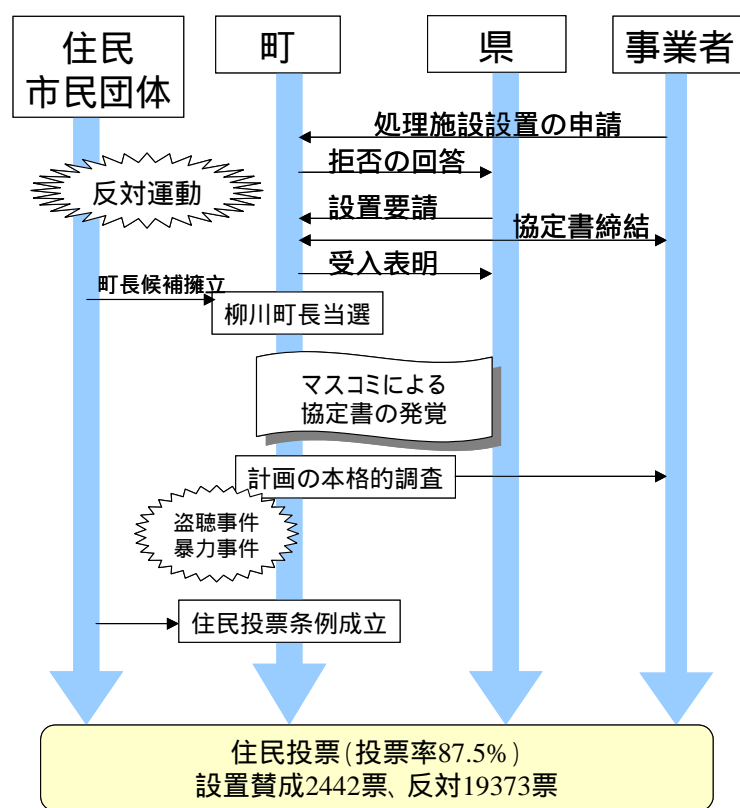 住民
市民団体
町
県
事業者
処理施設設置の申請
拒否の回答
反対運動
設置要請
協定書締結
受入表明
町長候補擁立
柳川町長当選
マスコミによる
協定書の発覚
計画の本格的調査
盗聴事件
暴力事件
住民投票条例成立
住民投票(投票率87.5%)
設置賛成2442票、反対19373票